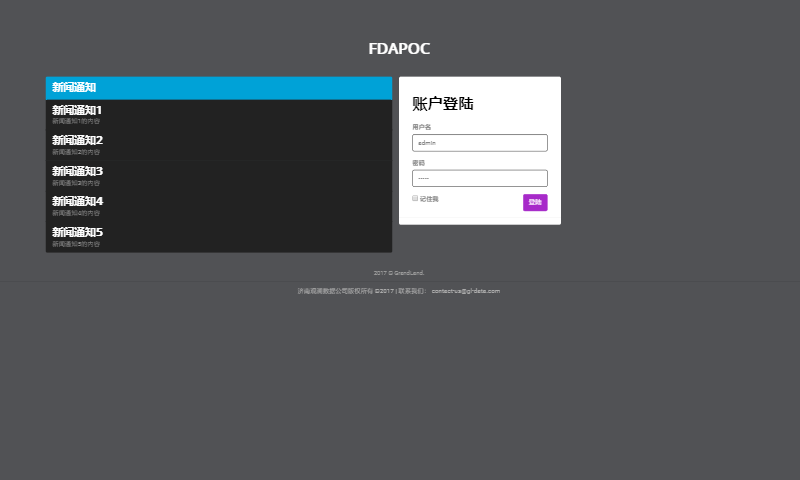 FDAPOC
新闻通知
新闻通知1
新闻通知1的内容
新闻通知2
新闻通知2的内容
新闻通知3
新闻通知3的内容
新闻通知4
新闻通知4的内容
新闻通知5
新闻通知5的内容
账户登陆
用户名
admin
密码
记住我
登陆
2017 © GrandLand.
数据公司版权所有 ©2017 | 联系我们: contactus@gl-data.com